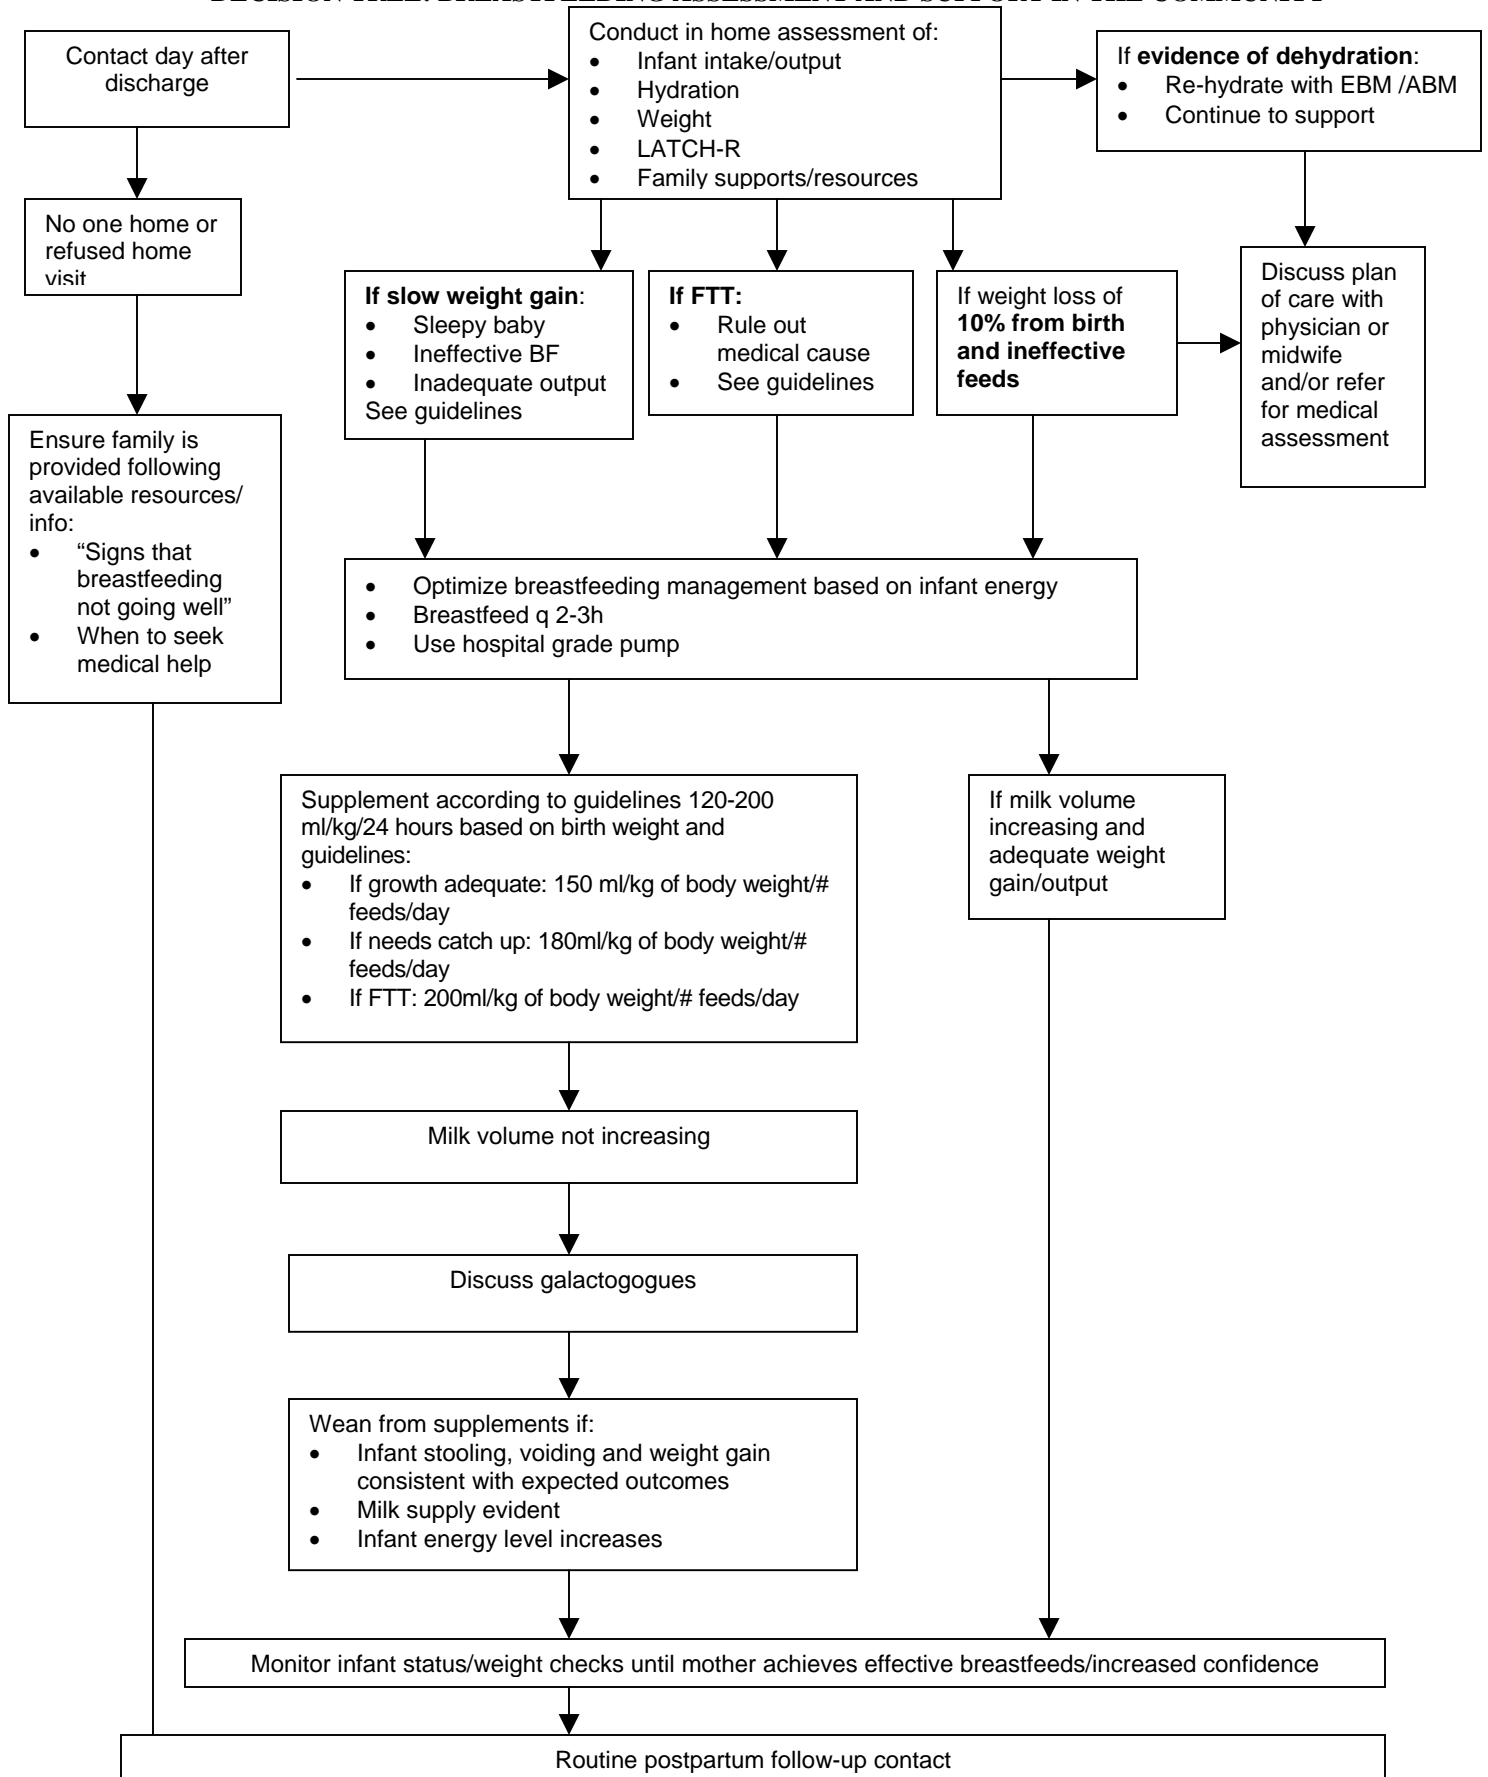 DECISION TREE: BREASTFEEDING ASSESSMENT AND SUPPORT IN THE COMMUNITY
Contact day after
discharge
Conduct in home assessment of:
• Infant intake/output
• Hydration
• Weight
• LATCH-R
• Family supports/resources
If evidence of dehydration:
• Re-hydrate with EBM /ABM
• Continue to support
No one home or
refused home
visit
If slow weight gain:
• Sleepy baby
• Ineffective BF
• Inadequate output
See guidelines
If FTT:
• Rule out
medical cause
• See guidelines
If weight loss of
10% from birth
and ineffective
feeds
Discuss plan
of care with
physician or
midwife
and/or refer
for medical
assessment
Ensure family is
provided following
available resources/
info:
• “Signs that
breastfeeding
not going well”
• When to seek
medical help
• Optimize breastfeeding management based on infant energy
• Breastfeed q 2-3h
• Use hospital grade pump
Supplement according to guidelines 120-200
ml/kg/24 hours based on birth weight and
guidelines:
• If growth adequate: 150 ml/kg of body weight/#
feeds/day
• If needs catch up: 180ml/kg of body weight/#
feeds/day
• If FTT: 200ml/kg of body weight/# feeds/day
If milk volume
increasing and
adequate weight
gain/output
Milk volume not increasing
Discuss galactogogues
Wean from supplements if:
• Infant stooling, voiding and weight gain
consistent with expected outcomes
• Milk supply evident
• Infant energy level increases
Monitor infant status/weight checks until mother achieves effective breastfeeds/increased confidence
Routine postpartum follow-up contact